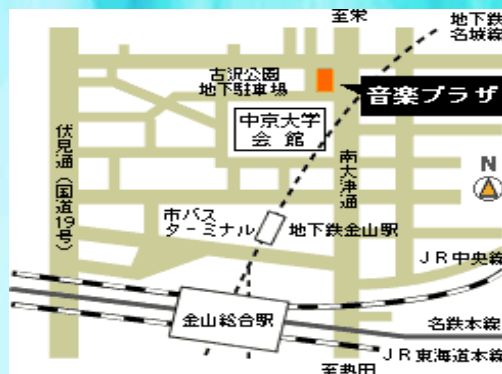 至栄
地下鉄
名城線
古沢公園
地下駐車場
音楽プラザ
中京大学
会館
伏見通(国道19号)
南大津通
N
市バス
ターミナル
地下鉄金山駅
JR中央線
金山総合駅
名鉄本線
JR東海道本線
至熱田